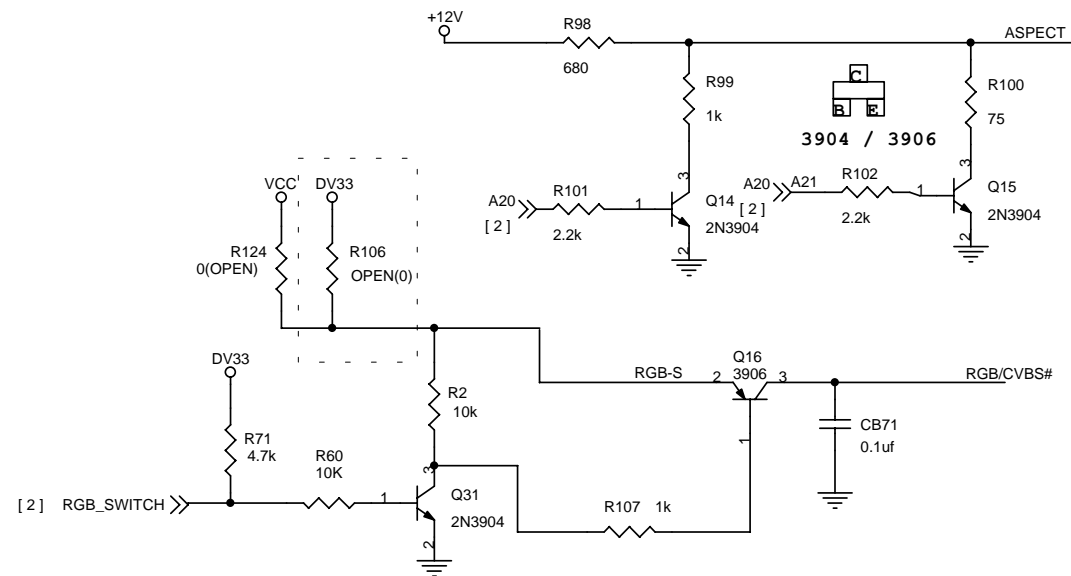 +12V
R98
680
ASPECT
R99
1k
C
B E
3904 / 3906
R100
75
3
3
A20
[ 2 ]
R101
2.2k
1
Q14
2N3904
2
A20
[ 2 ]
A21
R102
2.2k
1
Q15
2N3904
2
VCC
DV33
R124
0(OPEN)
R106
OPEN(0)
DV33
R2
10k
RGB-S
2
Q16
3906
3
1
RGB/CVBS#
CB71
0.1uf
R71
4.7k
R60
10K
[ 2 ]
RGB_SWITCH
1
3
Q31
2N3904
2
R107
1k